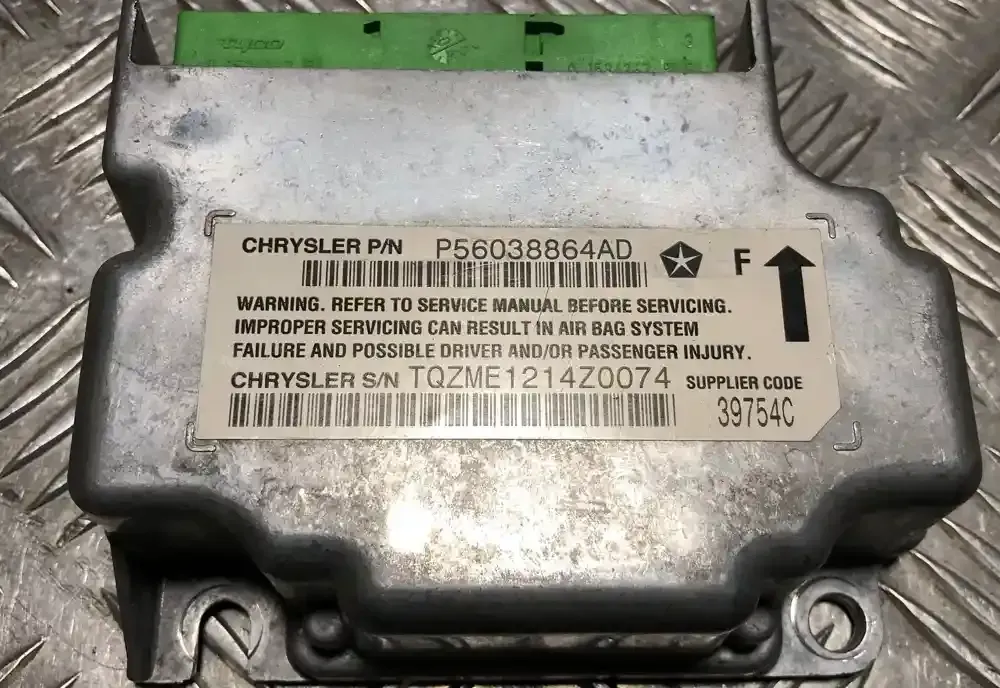 tyco
CHRYSLER P/N P56038864AD F
WARNING. REFER TO SERVICE MANUAL BEFORE SERVICING.
IMPROPER SERVICING CAN RESULT IN AIR BAG SYSTEM
FAILURE AND POSSIBLE DRIVER AND/OR PASSENGER INJURY.
CHRYSLER S/N TQZME1214Z0074 SUPPLIER CODE
39754C